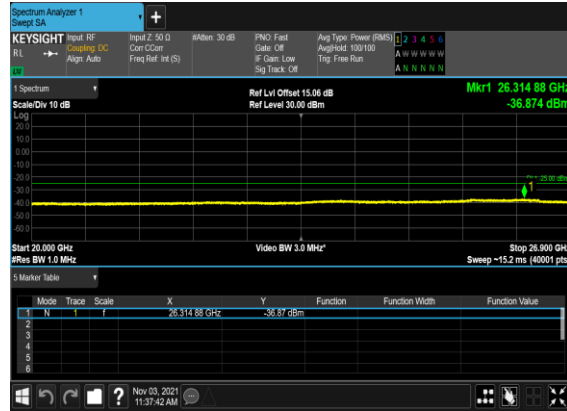 Spectrum Analyzer 1
Swept SA
+
KEYSIGHT Input: RF Input Z: 50 Ω #Atten: 30 dB PNO: Fast Avg Type: Power (RMS) 1 2 3 4 5 6
RL Coupling: DC Corr CCorr Gate: Off Avg|Hold: 100/100 A W W W W W
Align: Auto Freq Ref: Int (S) IF Gain: Low Trig: Free Run
Sig Track: Off A N N N N N
1 Spectrum Ref Lvl Offset 15.06 dB Mkr1 26.314 88 GHz
Scale/Div 10 dB Ref Level 30.00 dBm -36.874 dBm
Log
20.0
10.0
0.00
-10.0
-20.0
-30.0
-40.0
-50.0
-60.0
1
Start 20.000 GHz Video BW 3.0 MHz* Stop 26.900 GHz
#Res BW 1.0 MHz Sweep ~15.2 ms (40001 pts)
5 Marker Table
Mode Trace Scale X Y Function Function Width Function Value
1 N 1 f 26.314 88 GHz -36.87 dBm
2
3
4
5
6
? Nov 03, 2021
11:37:42 AM